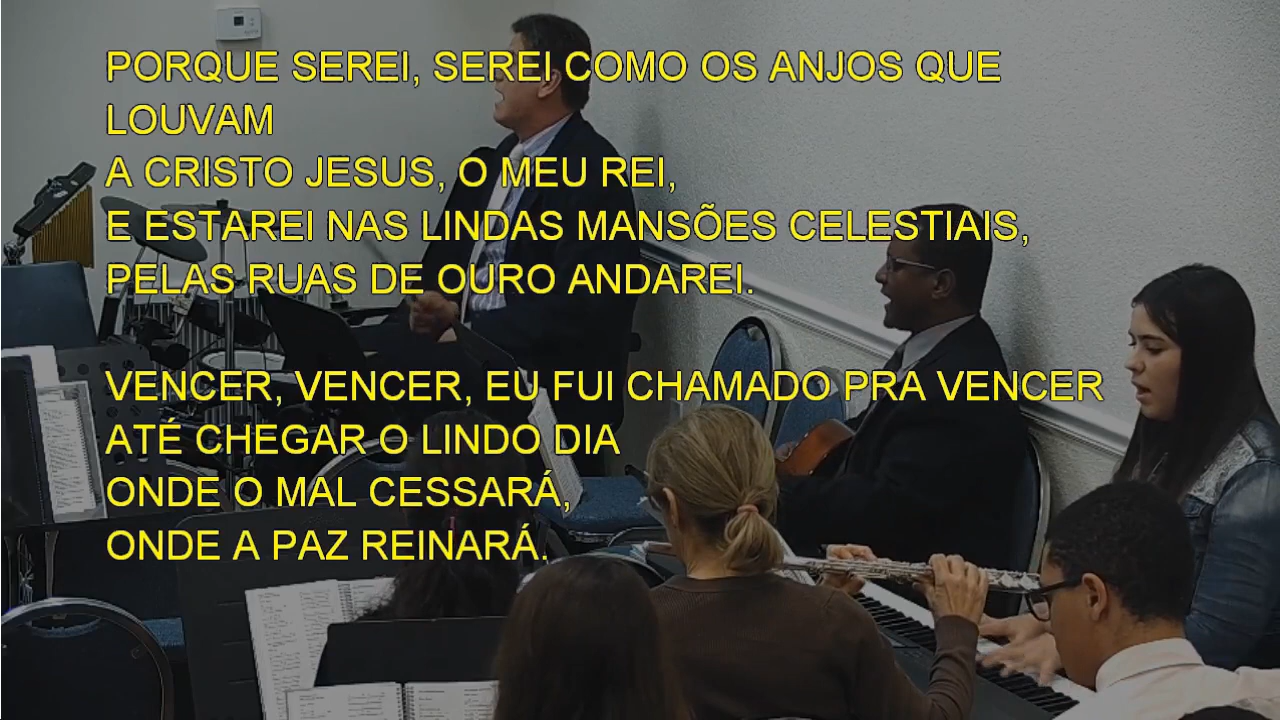 PORQUE SEREI, SEREI COMO OS ANJOS QUE
LOUVAM
A CRISTO JESUS, O MEU REI,
E ESTAREI NAS LINDAS MANSÕES CELESTIAIS,
PELAS RUAS DE OURO ANDAREI.
VENCER, VENCER, EU FUI CHAMADO PRA VENCER
ATÉ CHEGAR O LINDO DIA
ONDE O MAL CESSARÁ,
ONDE A PAZ REINARÁ.